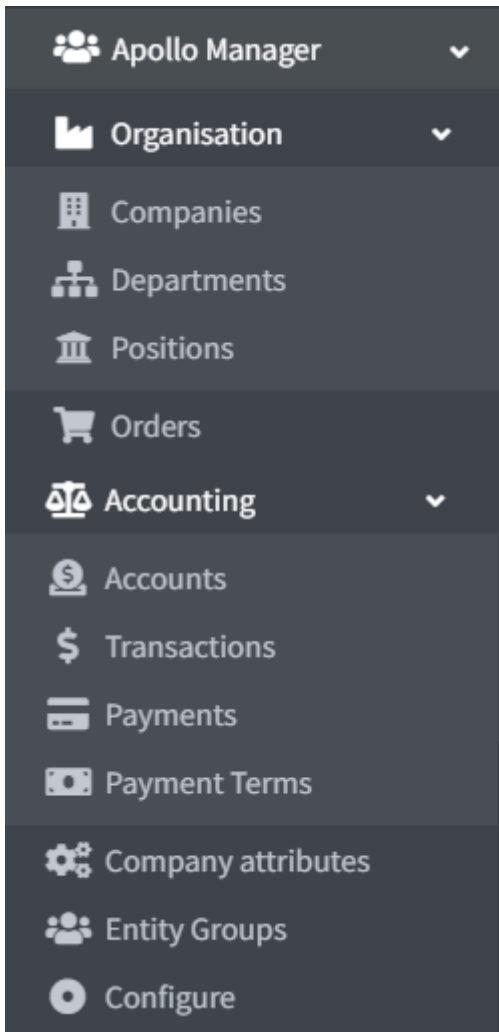 Apollo Manager
Organisation
Companies
Departments
Positions
Orders
Accounting
Accounts
Transactions
Payments
Payment Terms
Company attributes
Entity Groups
Configure